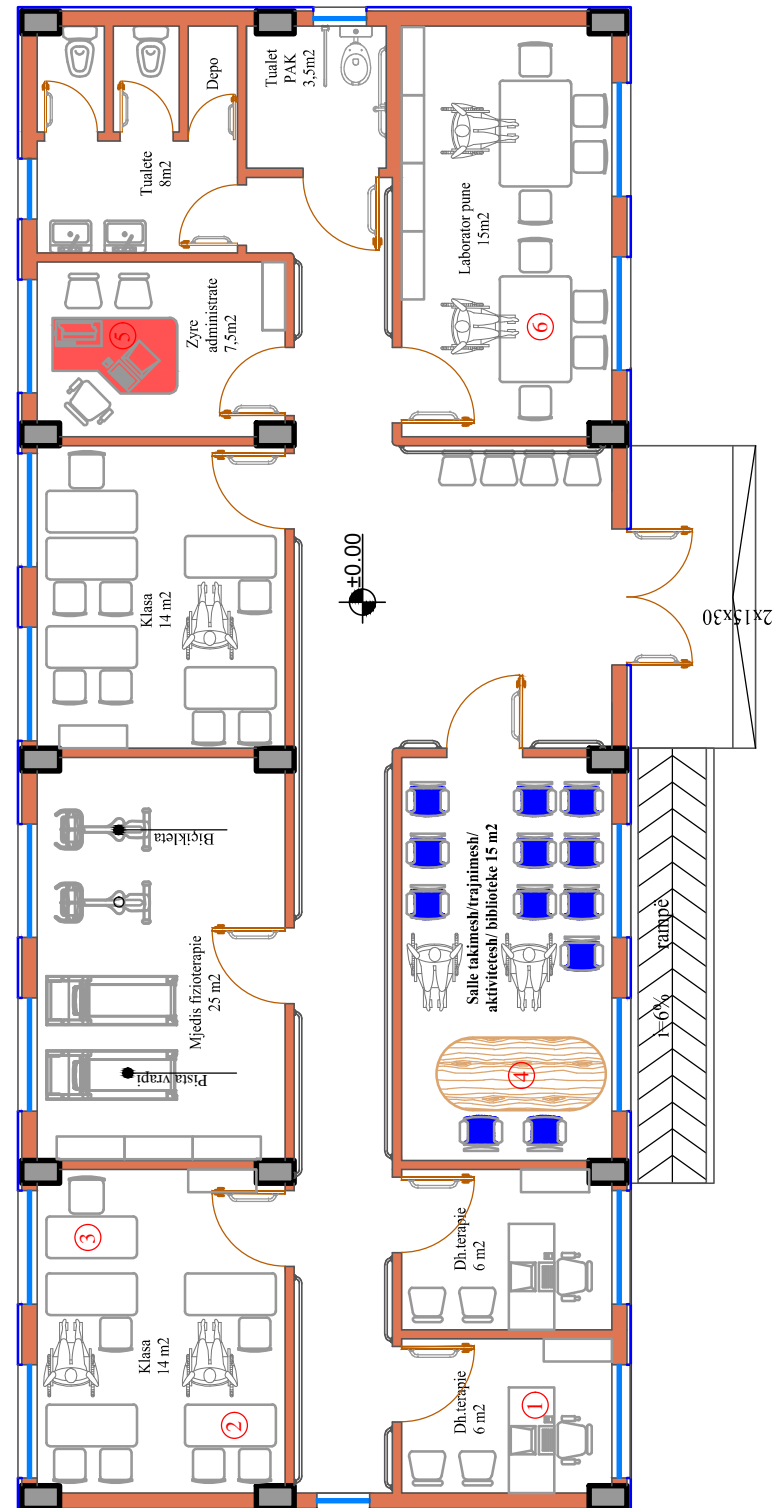 Depo
Tualet
PAK
3,5m2
Tualete
8m2
Laborator pune
15m2
Zyre
administrate
7,5m2
5
6
Klasa
14 m2
±0.00
2x15x30
Biçikleta
Mjedis fizioterapie
25 m2
Pista vrapi
Salle takimesh/trajnimesh/
aktivitetesh/ biblioteke 15 m2
4
rampë
i=6%
3
Klasa
14 m2
2
Dh.terapie
6 m2
Dh.terapie
6 m2
1